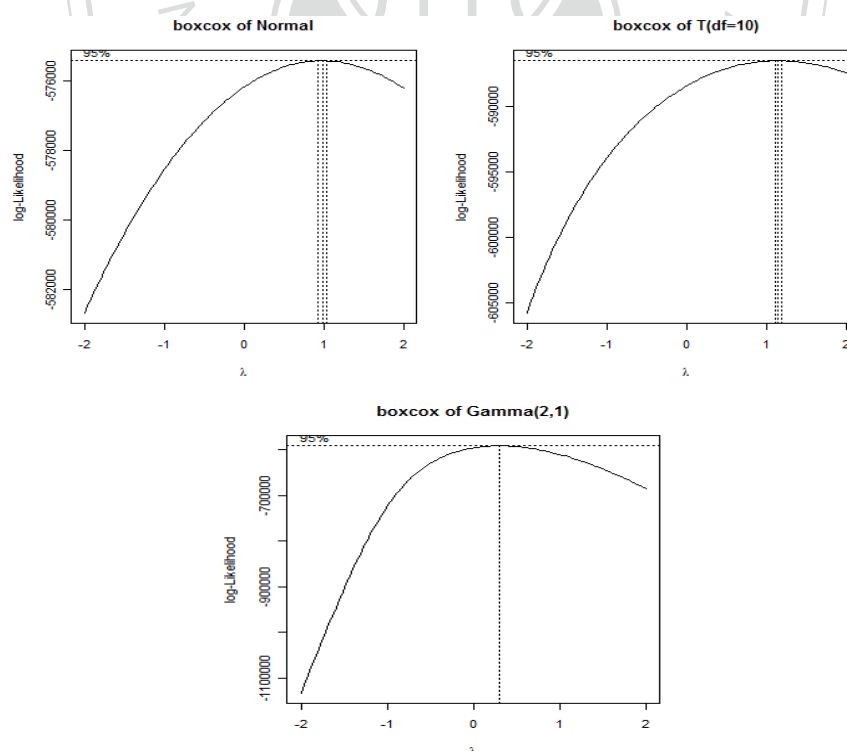 boxcox of Normal
95%
-576000
-578000
-580000
-582000
log-Likelihood
-2 -1 0 1 2
λ
boxcox of T(df=10)
95%
-590000
-595000
-600000
-605000
log-Likelihood
-2 -1 0 1 2
λ
boxcox of Gamma(2,1)
95%
-700000
-900000
-1100000
log-Likelihood
-2 -1 0 1 2
λ